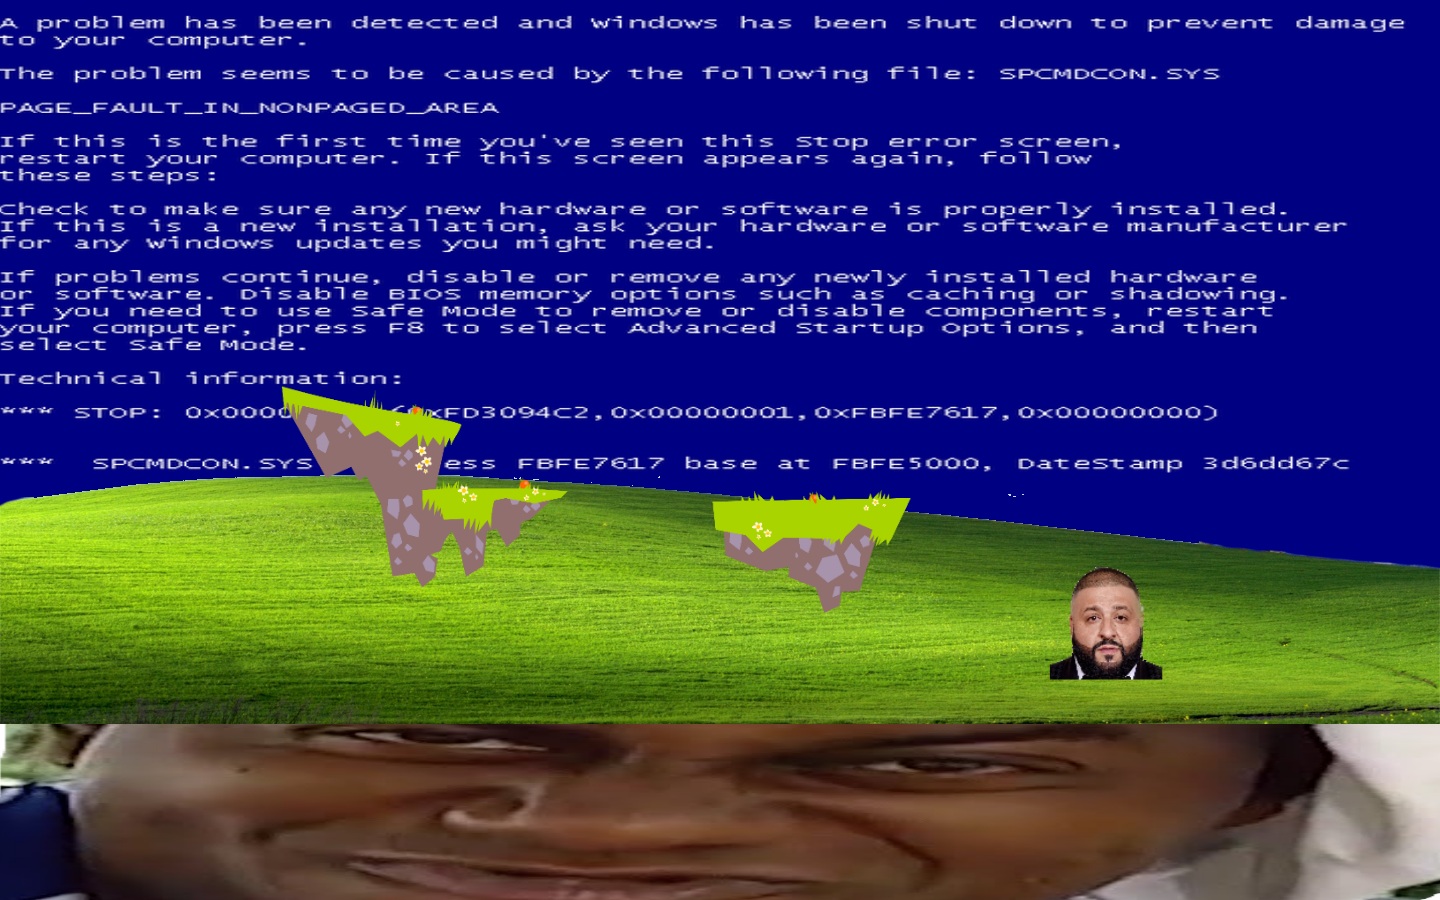 A problem has been detected and Windows has been shut down to prevent damage
to your computer.
The problem seems to be caused by the following file: SPCMDCON.SYS
PAGE_FAULT_IN_NONPAGED_AREA
If this is the first time you've seen this Stop error screen,
restart your computer. If this screen appears again, follow
these steps:
Check to make sure any new hardware or software is properly installed.
If this is a new installation, ask your hardware or software manufacturer
for any Windows updates you might need.
If problems continue, disable or remove any newly installed hardware
or software. Disable BIOS memory options such as caching or shadowing.
If you need to use Safe Mode to remove or disable components, restart
your computer, press F8 to select Advanced Startup Options, and then
select Safe Mode.
Technical information:
*** STOP: 0x0000 xFD3094C2,0x00000001,0xFBFE7617,0x00000000)
*** SPCMDCON.SYS ess FBFE7617 base at FBFE5000, DateStamp 3d6dd67c